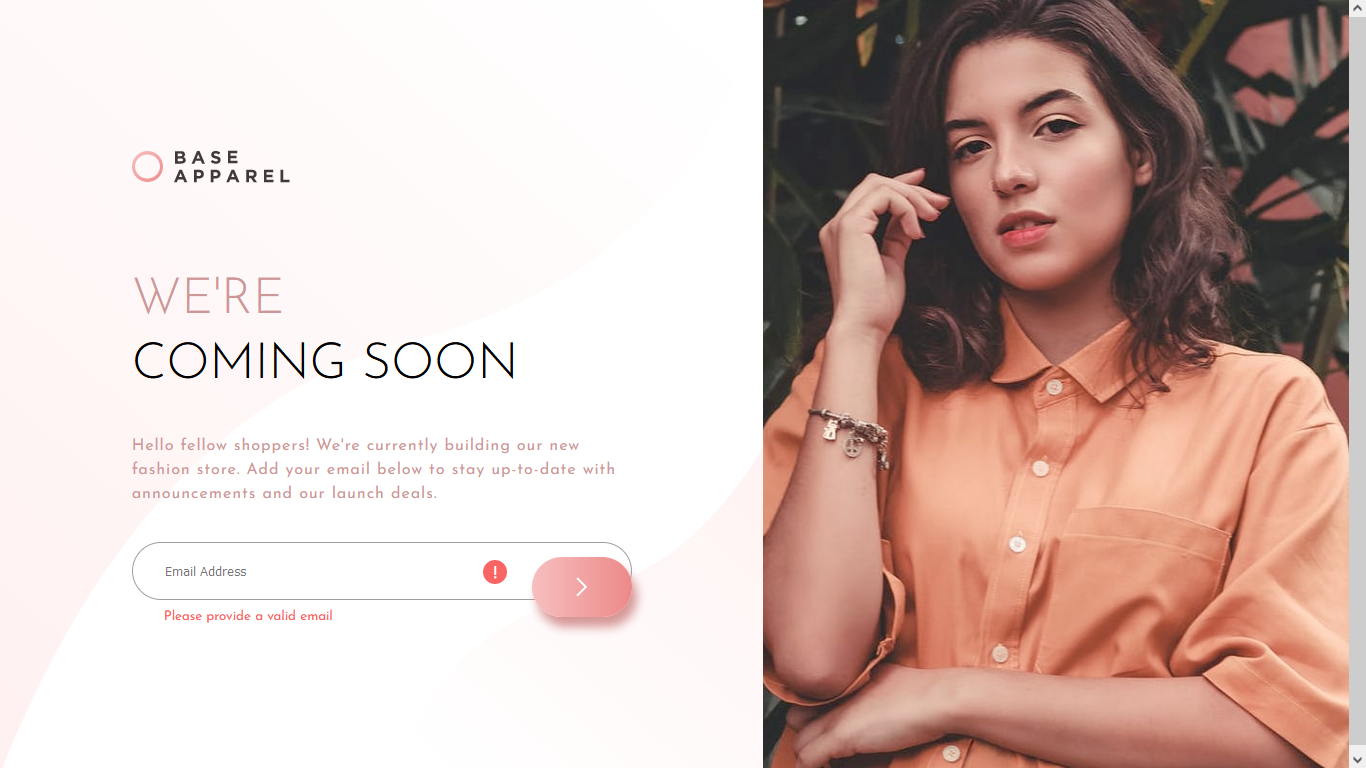 BASE
APPAREL
WE'RE
COMING SOON
Hello fellow shoppers! We're currently building our new
fashion store. Add your email below to stay up-to-date with
announcements and our launch deals.
Email Address
!
Please provide a valid email